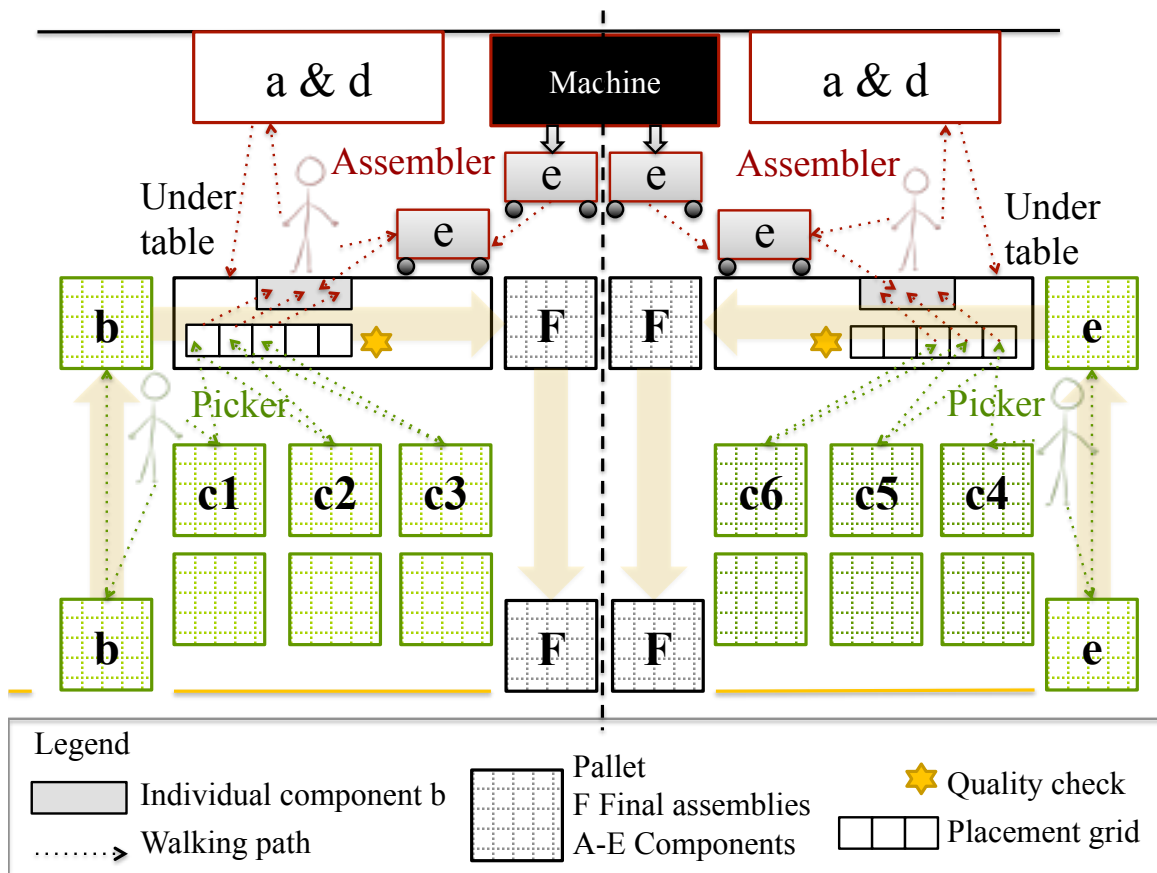 a & d
Machine
a & d
Assembler
Assembler
e
e
Under
table
Under
table
e
e
b
F
F
e
Picker
Picker
c1
c2
c3
c6
c5
c4
b
F
F
e
Legend
Individual component b
Walking path
Pallet
F Final assemblies
A-E Components
Quality check
Placement grid